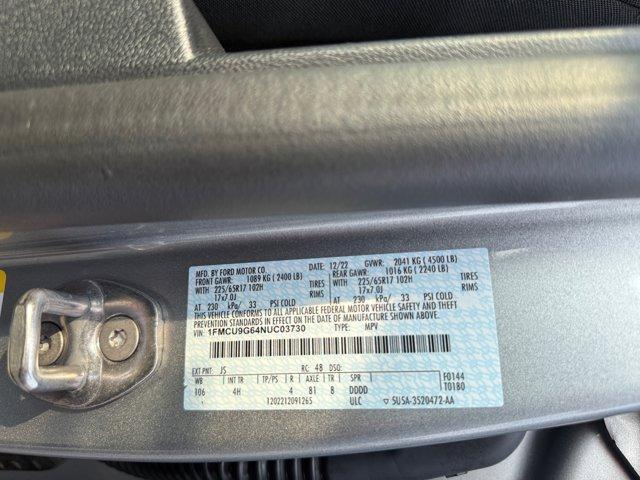 MFD. BY FORD MOTOR CO. DATE: 12/22 GVWR: 2041 KG ( 4500 LB)
FRONT GAWR: 1089 KG ( 2400 LB) REAR GAWR: 1016 KG ( 2240 LB)
WITH 225/65R17 102H TIRES WITH 225/65R17 102H TIRES
17x7.0J RIMS 17x7.0J RIMS
AT 230 kPa/ 33 PSI COLD AT 230 kPa/ 33 PSI COLD
THIS VEHICLE CONFORMS TO ALL APPLICABLE FEDERAL MOTOR VEHICLE SAFETY AND THEFT
PREVENTION STANDARDS IN EFFECT ON THE DATE OF MANUFACTURE SHOWN ABOVE.
VIN: 1FMCU9G64NUC03730 TYPE: MPV
EXT PNT: JS RC: 48 DSO: F0144
WB INT TR TP/PS R AXLE TR SPR T0180
106 4H 4 81 8 DDDD
1202212091265 ULC ▽ 5U5A-3520472-AA